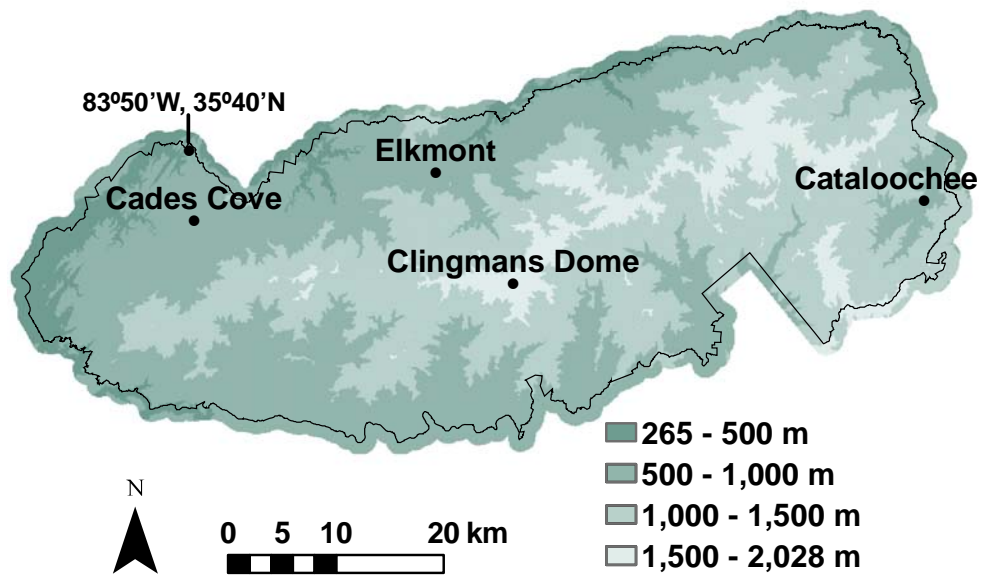 83º50'W, 35º40'N
Elkmont
Cades Cove
Cataloochee
Clingmans Dome
265 - 500 m
500 - 1,000 m
1,000 - 1,500 m
1,500 - 2,028 m
N
0 5 10 20 km